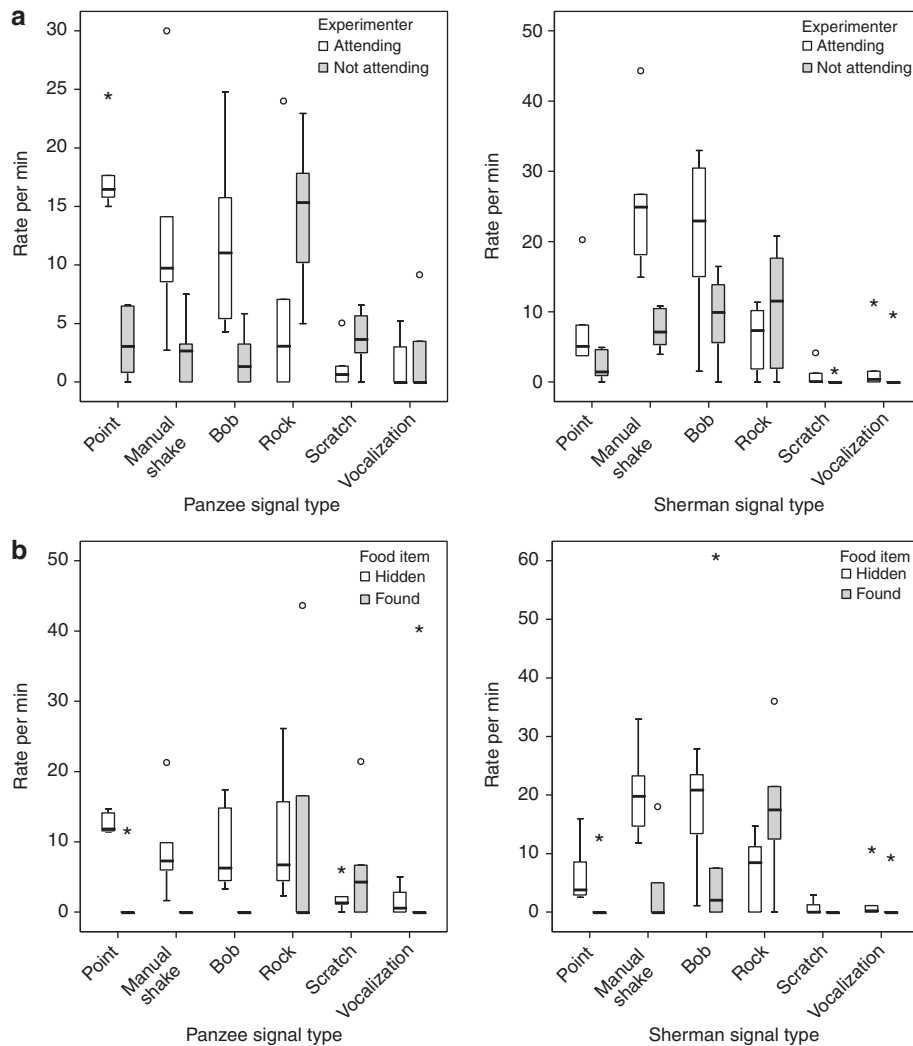 a
Experimenter
Attending
Not attending
30
25
20
15
10
5
0
Rate per min
Point
Manual
shake
Bob
Rock
Scratch
Vocalization
Panzee signal type
Experimenter
Attending
Not attending
50
40
30
20
10
0
Rate per min
Point
Manual
shake
Bob
Rock
Scratch
Vocalization
Sherman signal type
b
Food item
Hidden
Found
50
40
30
20
10
0
Rate per min
Point
Manual
shake
Bob
Rock
Scratch
Vocalization
Panzee signal type
Food item
Hidden
Found
60
50
40
30
20
10
0
Rate per min
Point
Manual
shake
Bob
Rock
Scratch
Vocalization
Sherman signal type